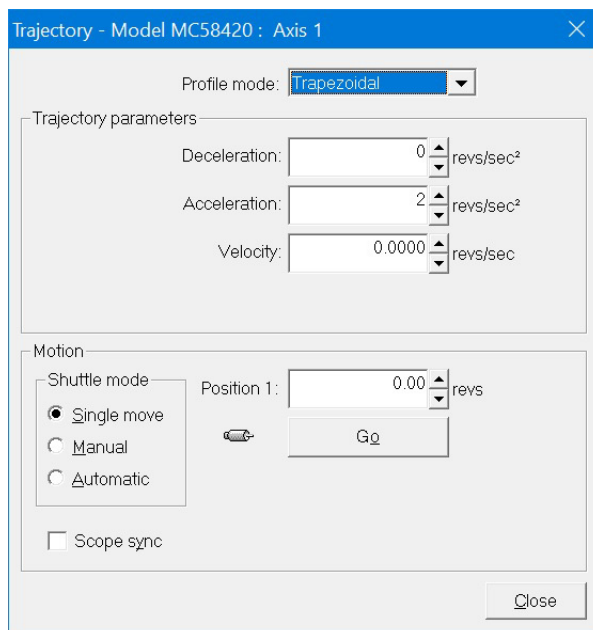 Trajectory - Model MC58420 : Axis 1
Profile mode: Trapezoidal
Trajectory parameters
Deceleration: 0 revs/sec²
Acceleration: 2 revs/sec²
Velocity: 0.0000 revs/sec
Motion
Shuttle mode
Position 1: 0.00 revs
Single move
Go
Manual
Automatic
Scope sync
Close